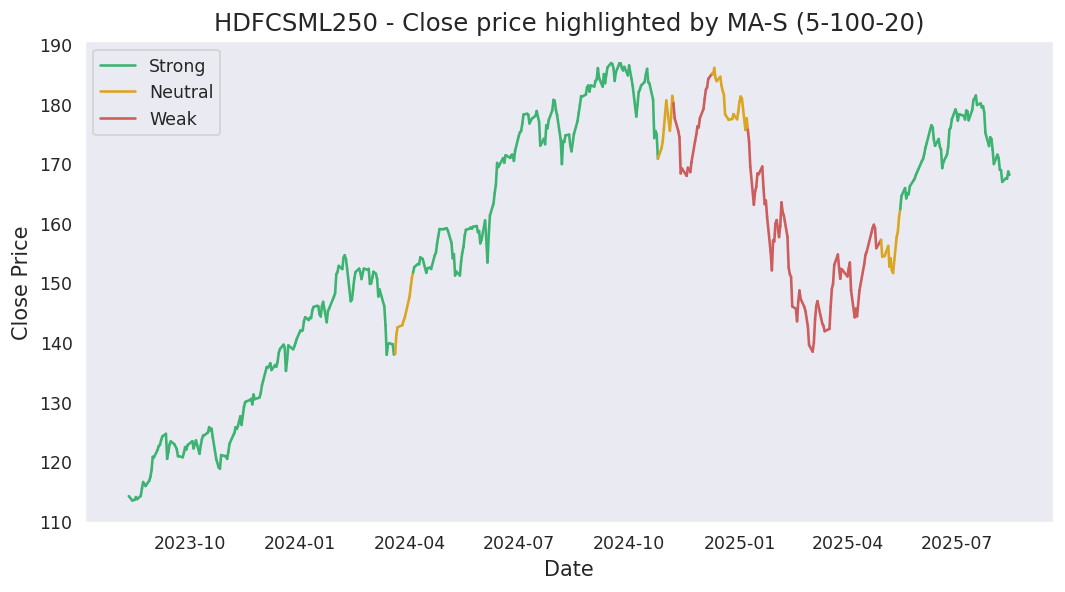 HDFCSML250 - Close price highlighted by MA-S (5-100-20)
Strong
Neutral
Weak
190
180
170
160
150
140
130
120
110
Close Price
2023-10
2024-01
2024-04
2024-07
2024-10
2025-01
2025-04
2025-07
Date